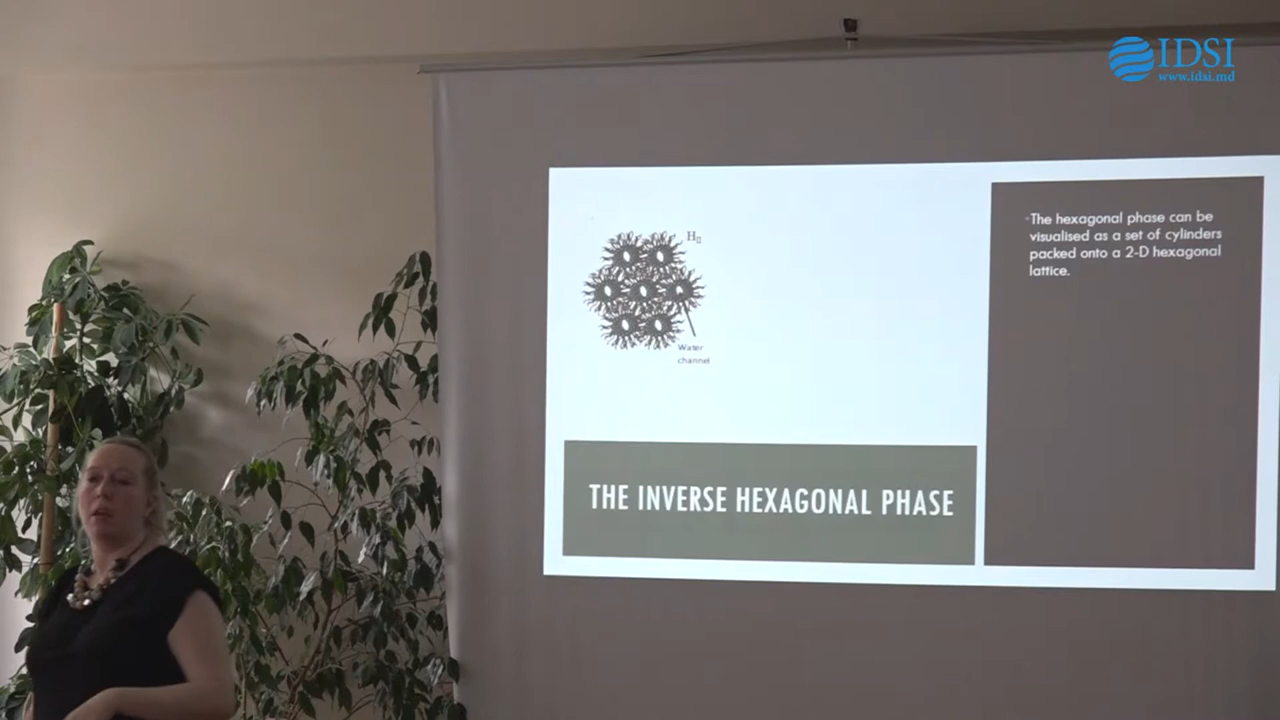 IDSI
www.idsi.md
H
Water
channel
THE INVERSE HEXAGONAL PHASE
The hexagonal phase can be
visualised as a set of cylinders
packed onto a 2-D hexagonal
lattice.